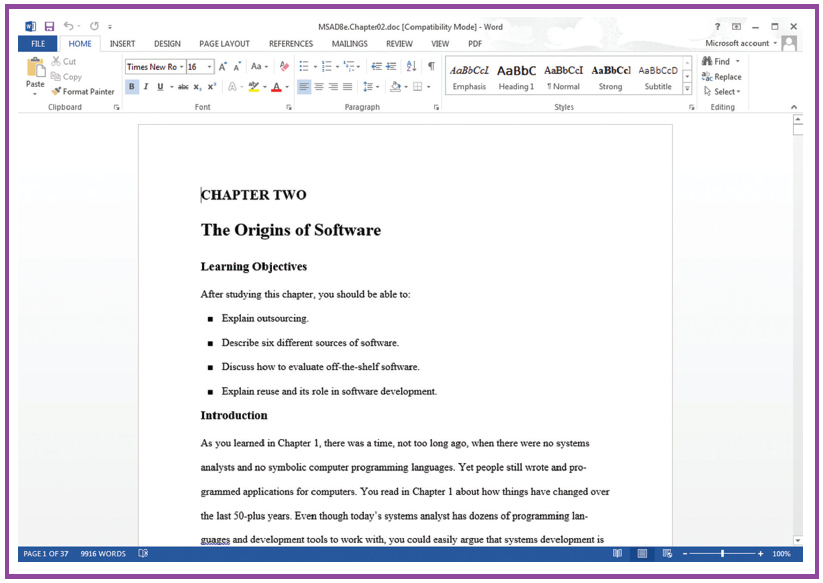 MSAD8e.Chapter02.doc [Compatibility Mode] - Word
FILE HOME INSERT DESIGN PAGE LAYOUT REFERENCES MAILINGS REVIEW VIEW PDF Microsoft account
Cut
Copy
Format Painter
Paste
Clipboard
Times New Ro 16 Aa
B I U abc x₂ x² A A
Font
Paragraph
AaBbCcI AaBbC AaBbCcI AaBbCcl AaBbCcD
Emphasis Heading 1 ¶ Normal Strong Subtitle
Styles
Find
Replace
Select
Editing
CHAPTER TWO
The Origins of Software
Learning Objectives
After studying this chapter, you should be able to:
■ Explain outsourcing.
■ Describe six different sources of software.
■ Discuss how to evaluate off-the-shelf software.
■ Explain reuse and its role in software development.
Introduction
As you learned in Chapter 1, there was a time, not too long ago, when there were no systems
analysts and no symbolic computer programming languages. Yet people still wrote and pro-
grammed applications for computers. You read in Chapter 1 about how things have changed over
the last 50-plus years. Even though today's systems analyst has dozens of programming lan-
guages and development tools to work with, you could easily argue that systems development is
PAGE 1 OF 37 9916 WORDS 100%